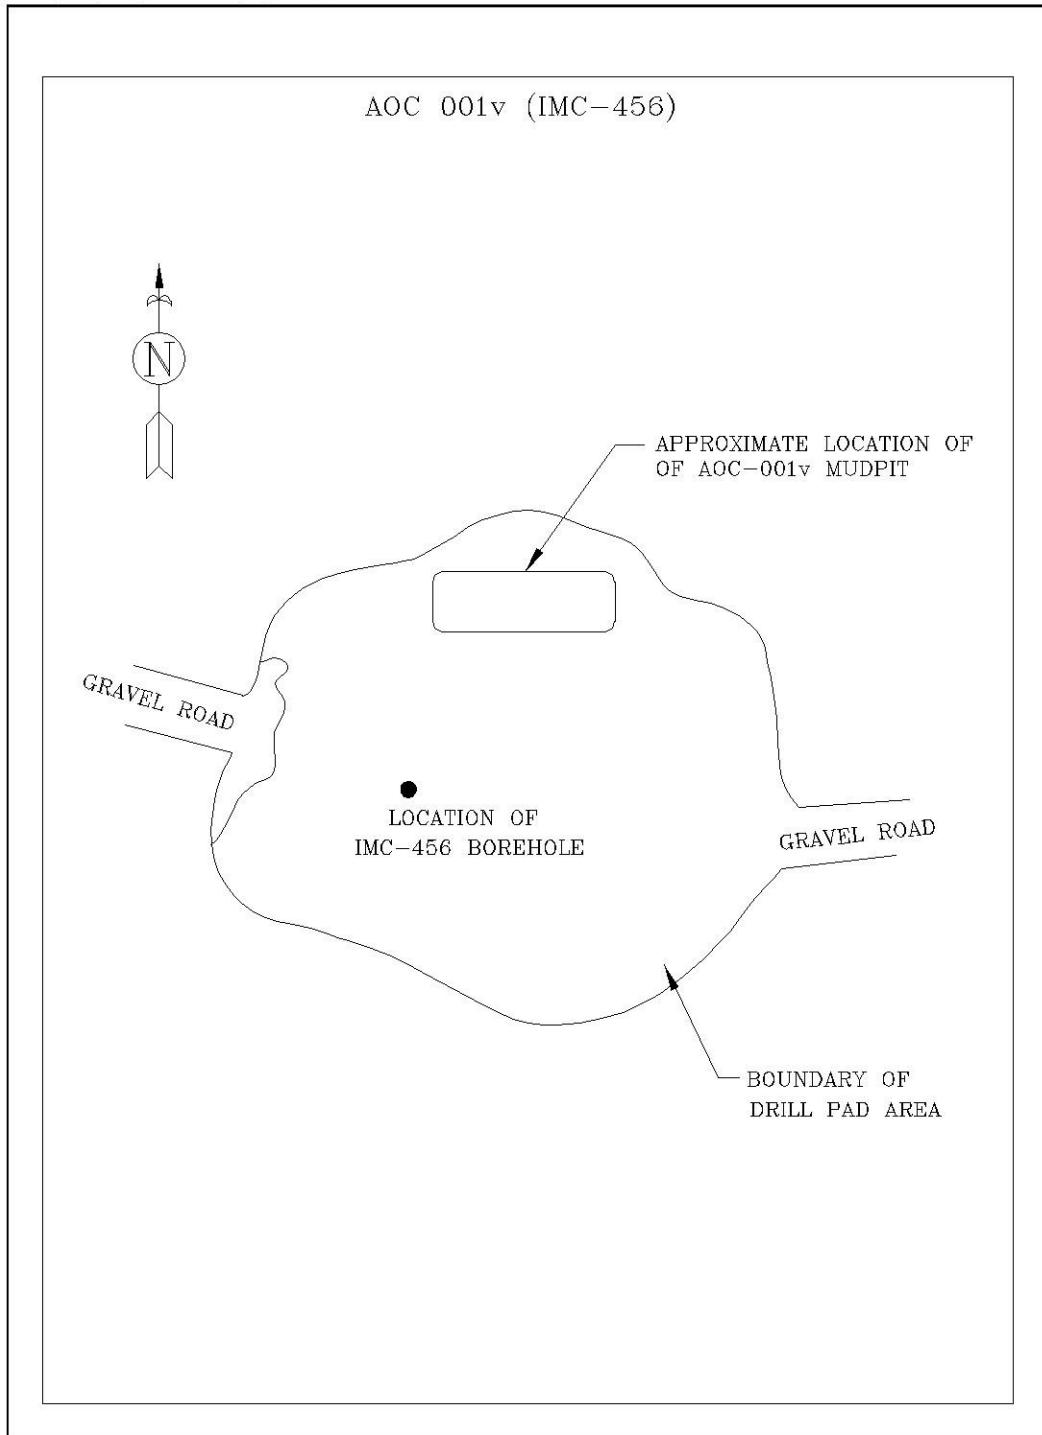 AOC 001v (IMC-456)
N
APPROXIMATE LOCATION OF
OF AOC-001v MUDPIT
GRAVEL ROAD
LOCATION OF
IMC-456 BOREHOLE
GRAVEL ROAD
BOUNDARY OF
DRILL PAD AREA